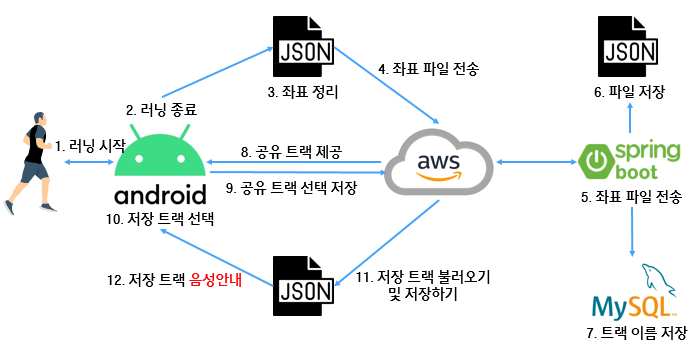 JSON
3. 좌표 정리
4. 좌표 파일 전송
JSON
6. 파일 저장
2. 러닝 종료
1. 러닝 시작
android
10. 저장 트랙 선택
8. 공유 트랙 제공
9. 공유 트랙 선택 저장
aws
spring
boot
5. 좌표 파일 전송
12. 저장 트랙 음성안내
JSON
11. 저장 트랙 불러오기
및 저장하기
MySQL™
7. 트랙 이름 저장